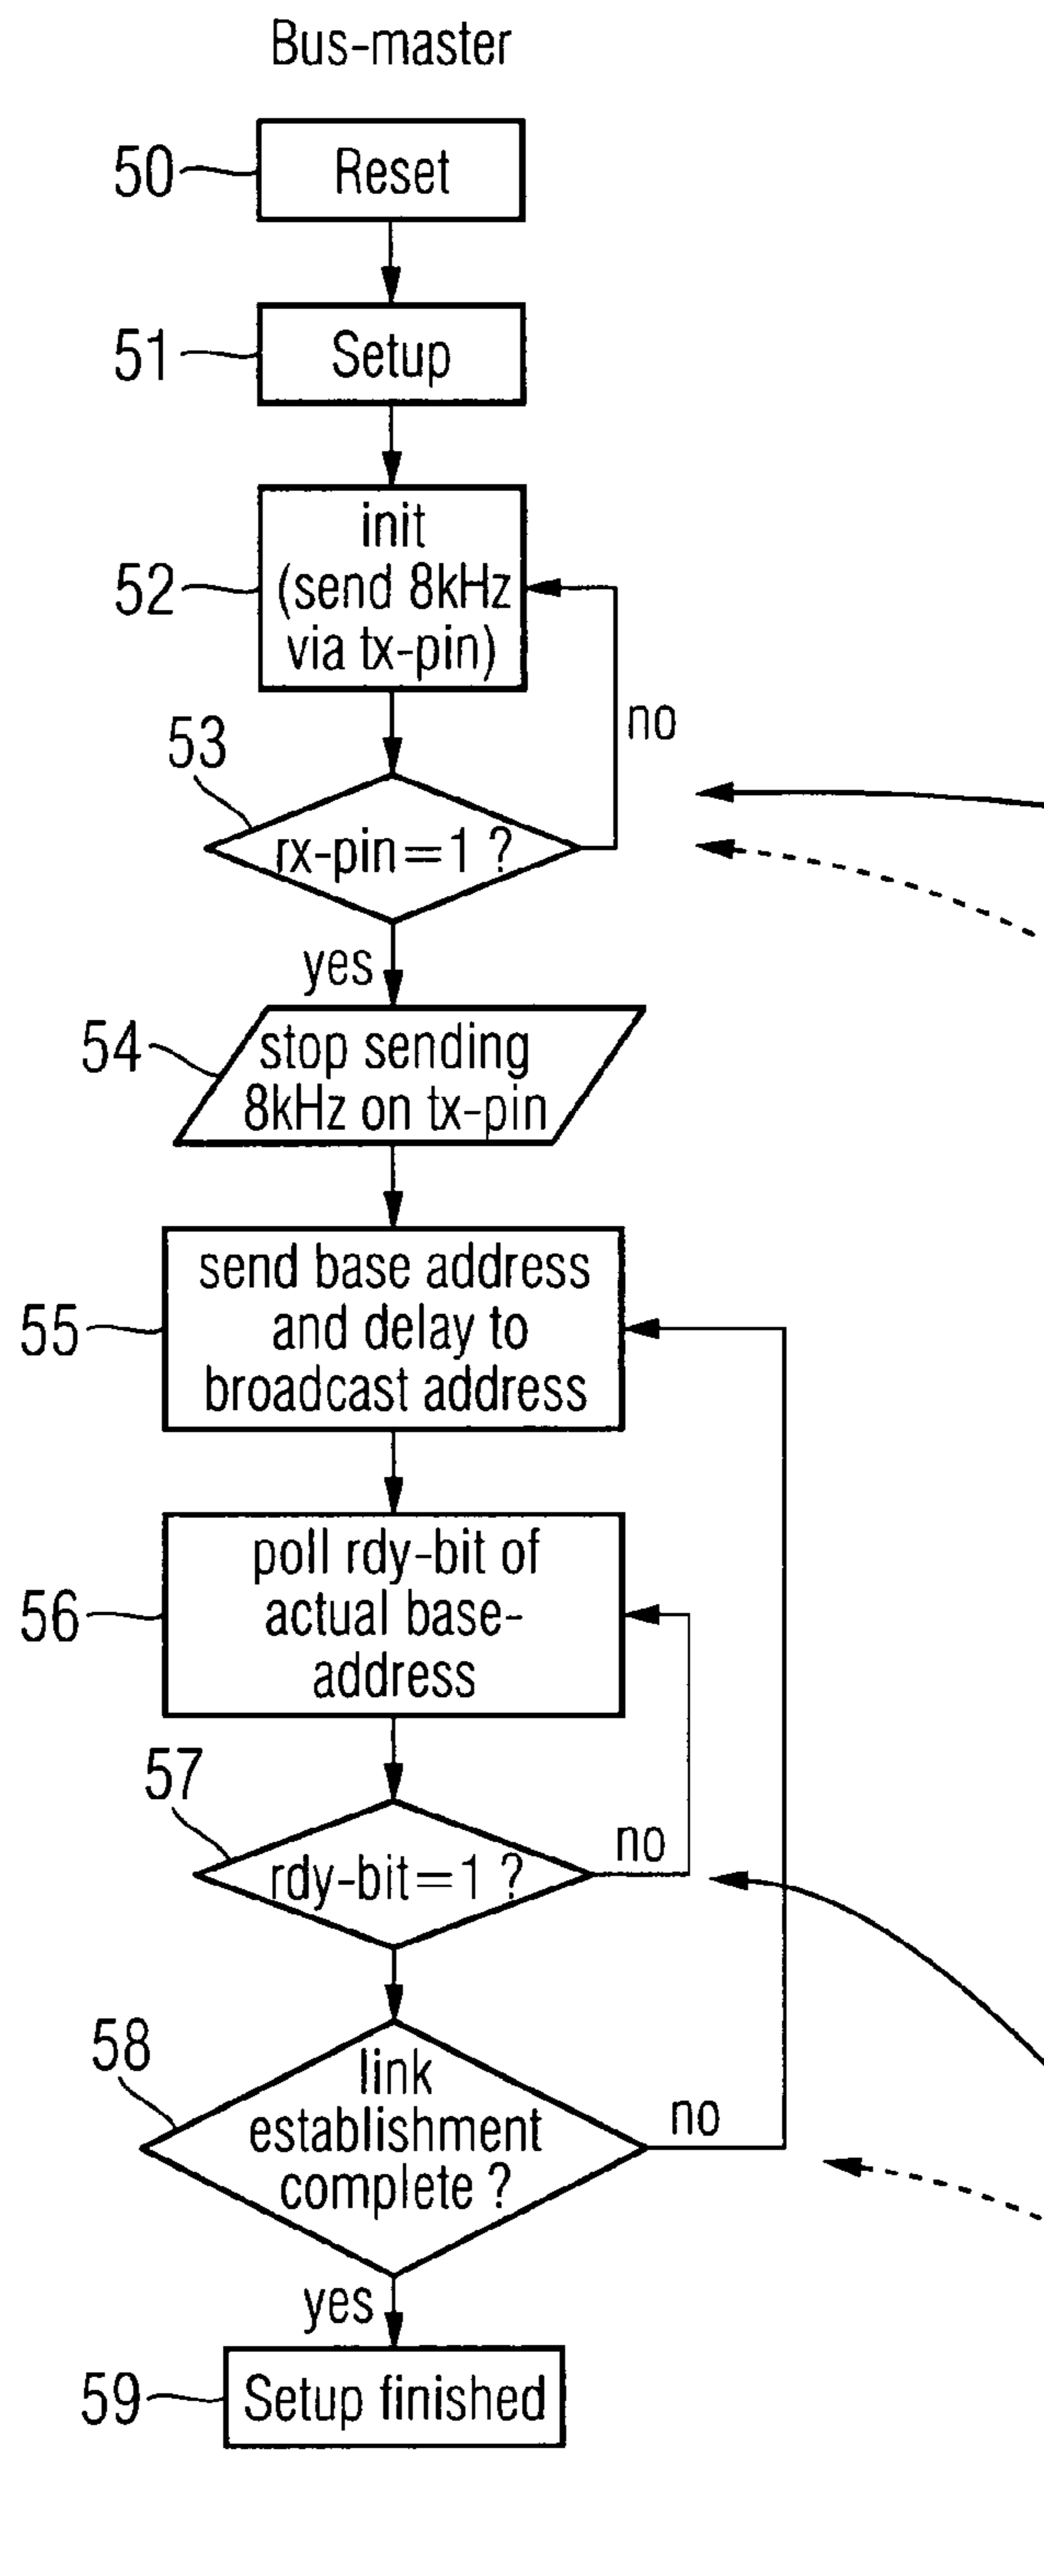 Bus-master
50
Reset
51
Setup
52
init
(send 8kHz
via tx-pin)
no
53
rx-pin=1 ?
yes
54
stop sending
8kHz on tx-pin
55
send base address
and delay to
broadcast address
56
poll rdy-bit of
actual base-
address
57
no
rdy-bit=1 ?
58
link
establishment
complete ?
no
yes
59
Setup finished